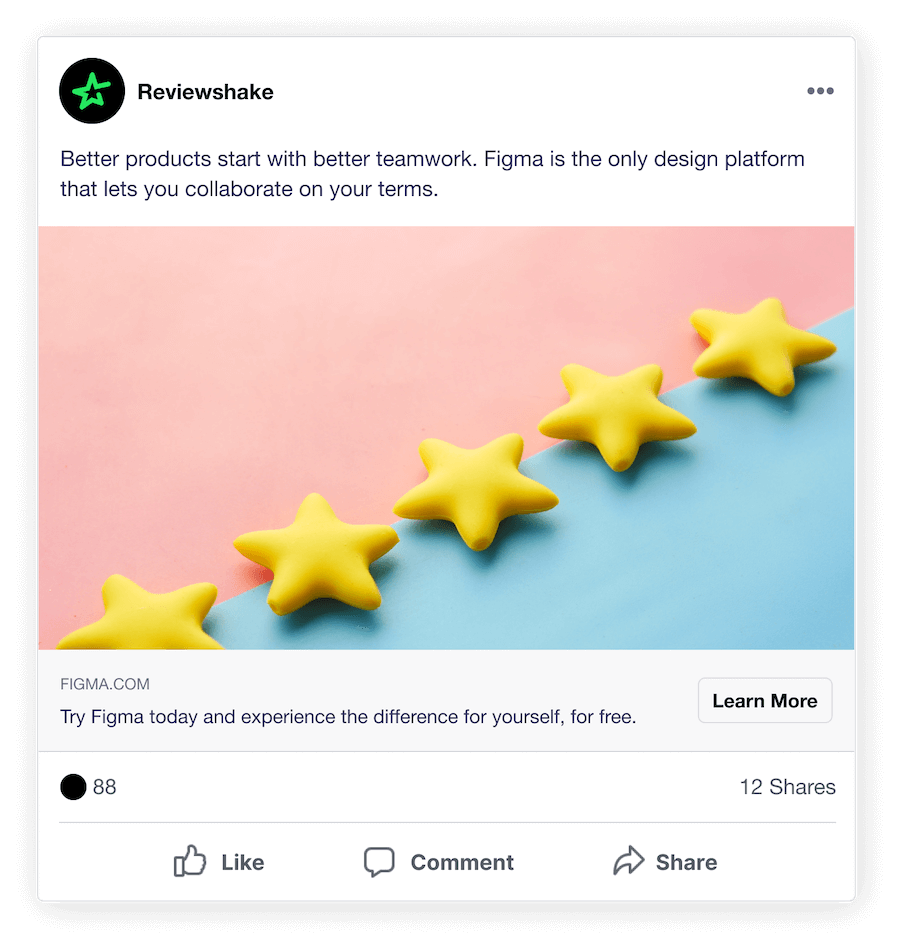 Reviewshake
Better products start with better teamwork. Figma is the only design platform
that lets you collaborate on your terms.
FIGMA.COM
Try Figma today and experience the difference for yourself, for free.
Learn More
88
12 Shares
Like
Comment
Share